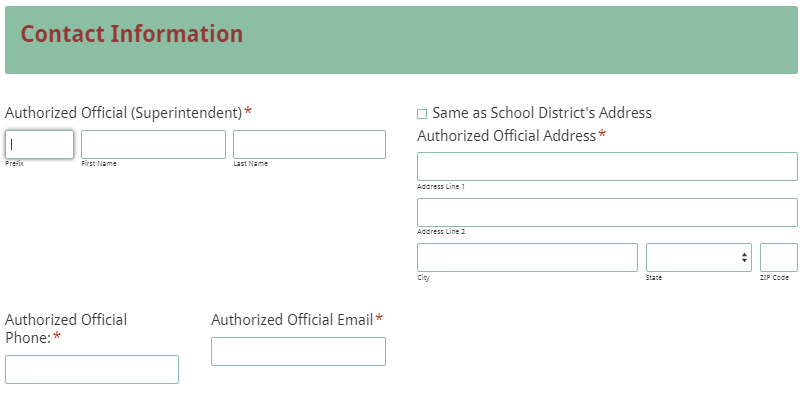 Contact Information
Authorized Official (Superintendent)*
Prefix
First Name
Last Name
Same as School District's Address
Authorized Official Address*
Address Line 1
Address Line 2
City
State
ZIP Code
Authorized Official
Phone:*
Authorized Official Email*